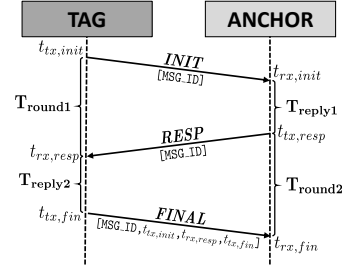 TAG ANCHOR
t_{tx,init}
INIT
[MSG_ID]
t_{rx,init}
T_{round1}
T_{reply1}
RESP
[MSG_ID]
t_{tx,resp}
t_{rx,resp}
T_{reply2}
T_{round2}
t_{tx,fin}
FINAL
[MSG_ID, t_{tx,init}, t_{rx,resp}, t_{tx,fin}]
t_{rx,fin}